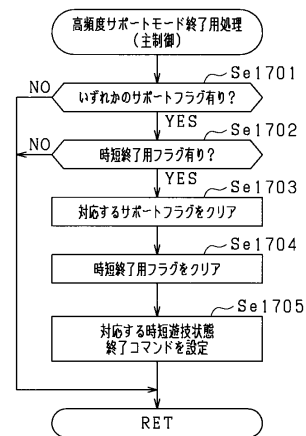 高頻度サポートモード終了用処理
(主制御)
Se1701
いずれかのサポートフラグ有り?
NO
YES
Se1702
時短終了用フラグ有り?
NO
YES
Se1703
対応するサポートフラグをクリア
Se1704
時短終了用フラグをクリア
Se1705
対応する時短遊技状態
終了コマンドを設定
RET